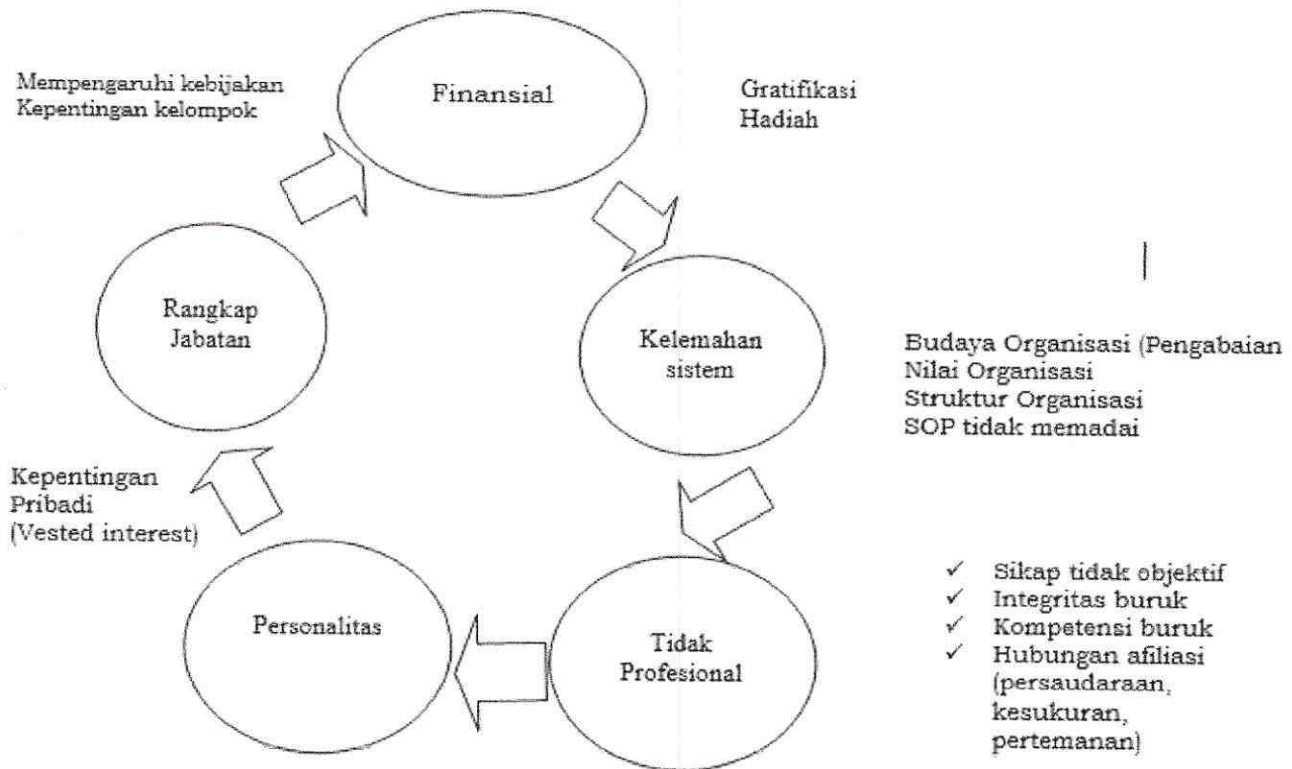 Mempengaruhi kebijakan
Kepentingan kelompok
Finansial
Gratifikasi
Hadiah
Rangkap
Jabatan
Kelemahan
sistem
Budaya Organisasi (Pengabaian
Nilai Organisasi
Struktur Organisasi
SOP tidak memadai
Kepentingan
Pribadi
(Vested interest)
Personalitas
Tidak
Profesional
✓ Sikap tidak objektif
✓ Integritas buruk
✓ Kompetensi buruk
✓ Hubungan afiliasi
(persaudaraan,
kesukuran,
pertemanan)